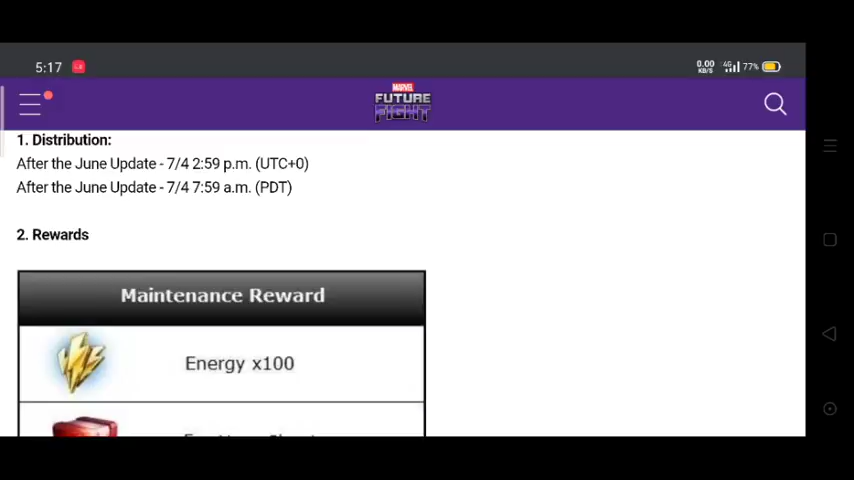 5:17
0.00
KB/S
4G
77%
MARVEL
FUTURE
FIGHT
1. Distribution:
After the June Update - 7/4 2:59 p.m. (UTC+0)
After the June Update - 7/4 7:59 a.m. (PDT)
2. Rewards
Maintenance Reward
Energy x100